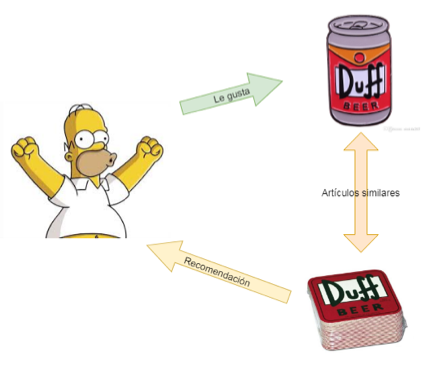 Duff
BEER
Le gusta
Artículos similares
Recomendación
Duff
BEER